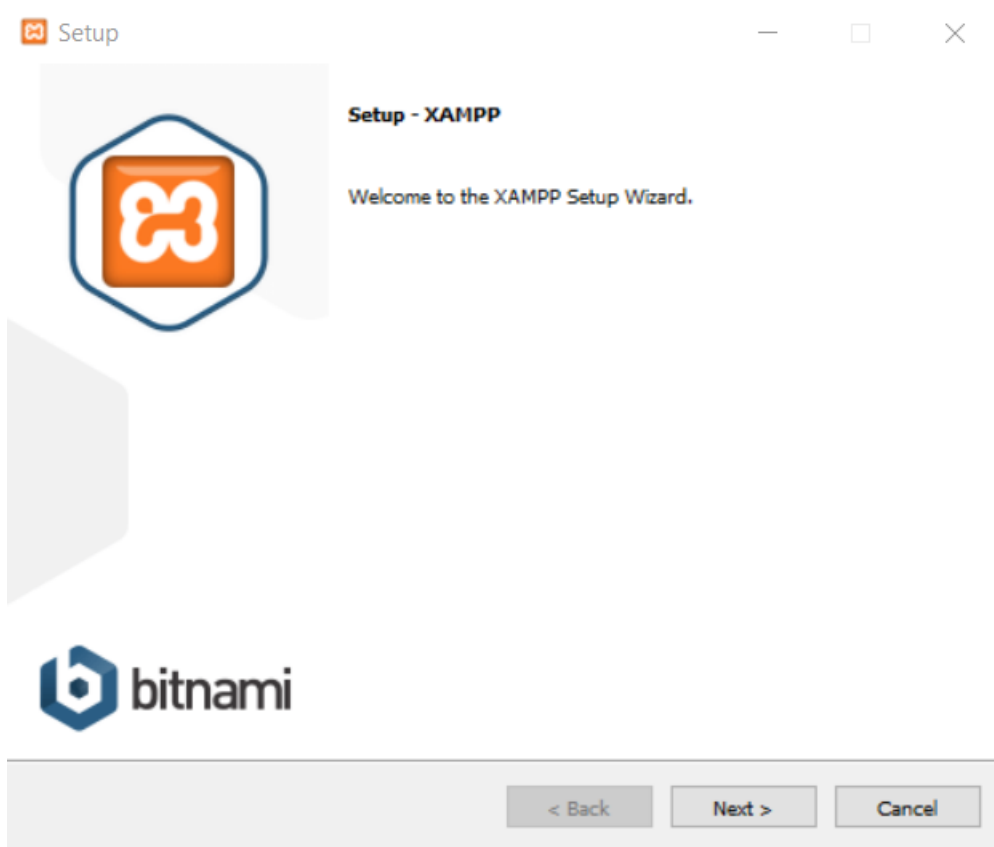 Setup
Setup - XAMPP
Welcome to the XAMPP Setup Wizard.
bitnami
< Back
Next >
Cancel